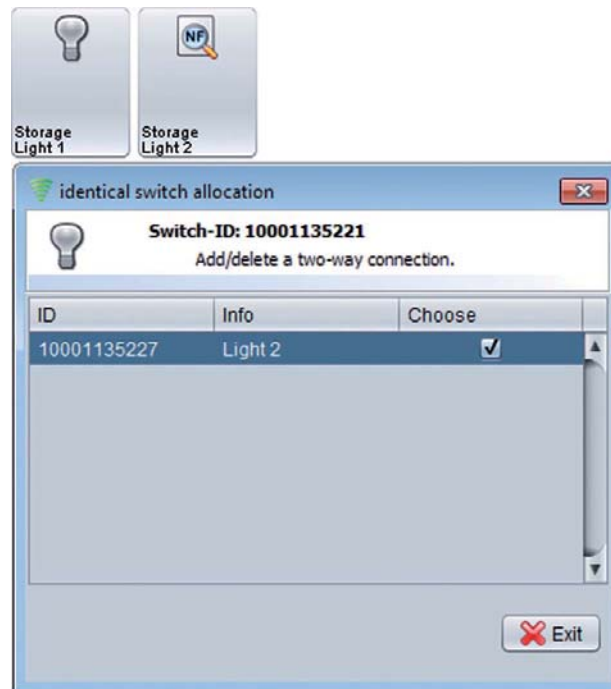 NF
Storage
Light 1
Storage
Light 2
identical switch allocation
Switch-ID: 10001135221
Add/delete a two-way connection.
ID Info Choose
10001135227 Light 2
Exit